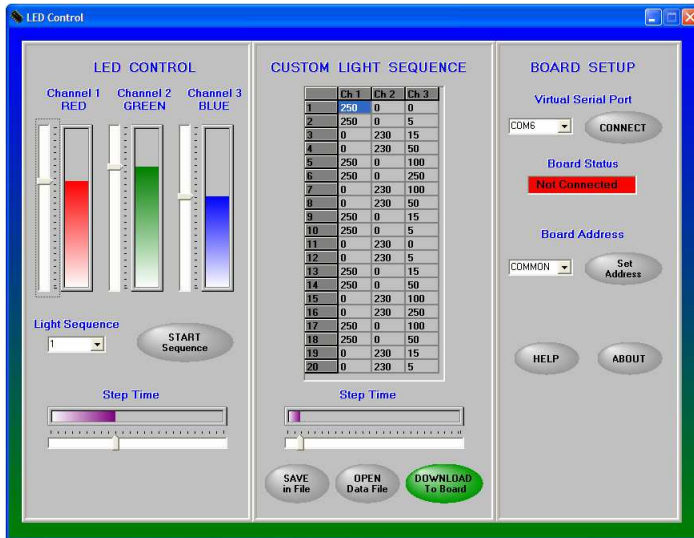 LED Control
LED CONTROL
Channel 1 Channel 2 Channel 3
RED GREEN BLUE
Light Sequence
1
START
Sequence
Step Time
CUSTOM LIGHT SEQUENCE
Ch 1 Ch 2 Ch 3
1 250 0 0
2 250 0 5
3 0 230 15
4 0 230 50
5 250 0 100
6 250 0 250
7 0 230 100
8 0 230 50
9 250 0 15
10 250 0 5
11 0 230 0
12 0 230 5
13 250 0 15
14 250 0 50
15 0 230 100
16 0 230 250
17 250 0 100
18 250 0 50
19 0 230 15
20 0 230 5
Step Time
SAVE
in File
OPEN
Data File
DOWNLOAD
To Board
BOARD SETUP
Virtual Serial Port
COM6
CONNECT
Board Status
Not Connected
Board Address
COMMON
Set
Address
HELP
ABOUT